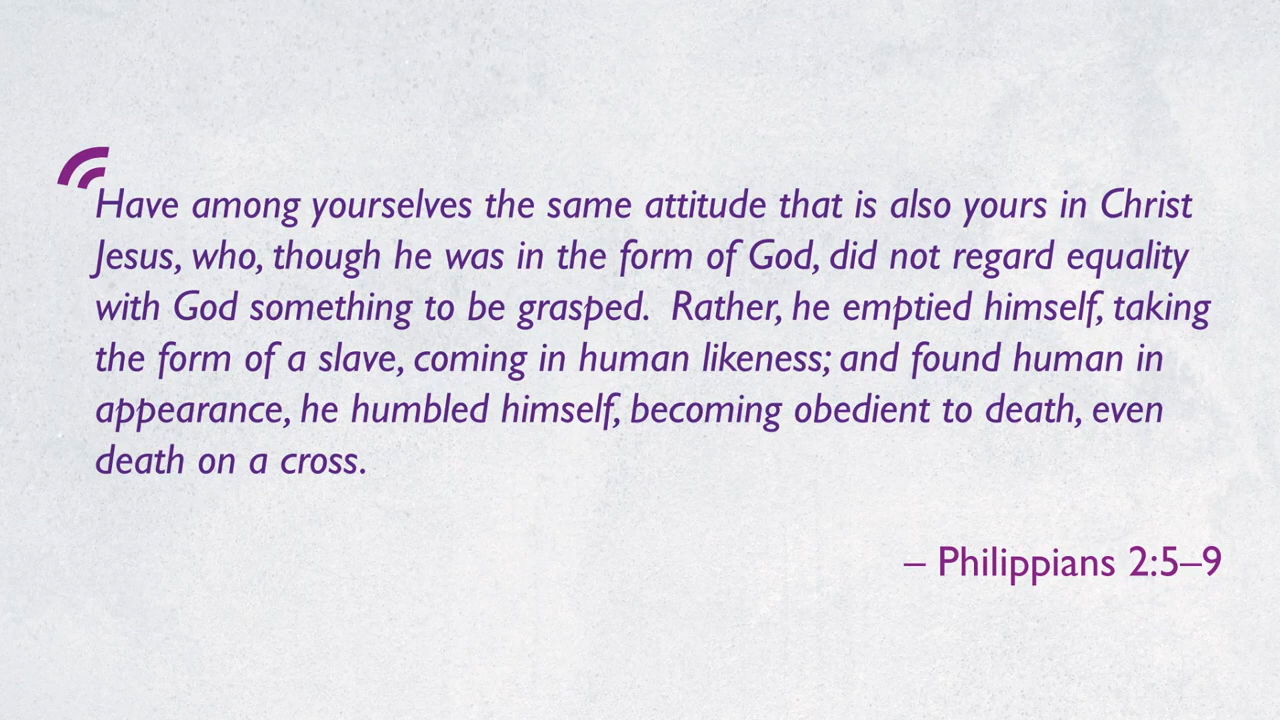 Have among yourselves the same attitude that is also yours in Christ
Jesus, who, though he was in the form of God, did not regard equality
with God something to be grasped.  Rather, he emptied himself, taking
the form of a slave, coming in human likeness; and found human in
appearance, he humbled himself, becoming obedient to death, even
death on a cross.
– Philippians 2:5–9